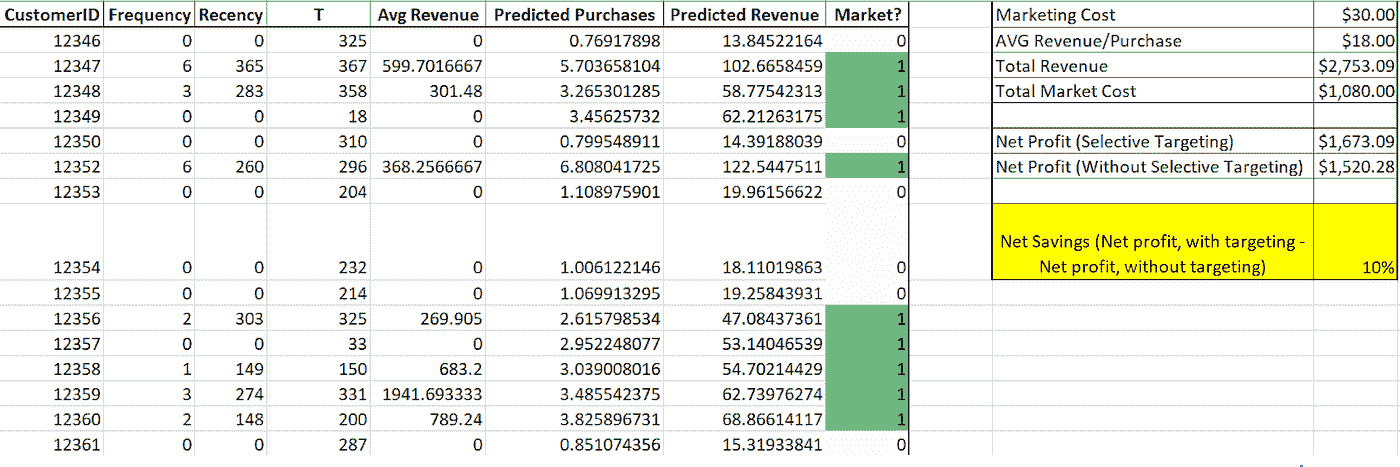 CustomerID Frequency Recency T Avg Revenue Predicted Purchases Predicted Revenue Market? Marketing Cost $30.00
12346 0 0 325 0 0.76917898 13.84522164 0 AVG Revenue/Purchase $18.00
12347 6 365 367 599.7016667 5.703658104 102.6658459 1 Total Revenue $2,753.09
12348 3 283 358 301.48 3.265301285 58.77542313 1 Total Market Cost $1,080.00
12349 0 0 18 0 3.45625732 62.21263175 1
12350 0 0 310 0 0.799548911 14.39188039 0 Net Profit (Selective Targeting) $1,673.09
12352 6 260 296 368.2566667 6.808041725 122.5447511 1 Net Profit (Without Selective Targeting) $1,520.28
12353 0 0 204 0 1.108975901 19.96156622 0
Net Savings (Net profit, with targeting -
12354 0 0 232 0 1.006122146 18.11019863 0 Net profit, without targeting) 10%
12355 0 0 214 0 1.069913295 19.25843931 0
12356 2 303 325 269.905 2.615798534 47.08437361 1
12357 0 0 33 0 2.952248077 53.14046539 1
12358 1 149 150 683.2 3.039008016 54.70214429 1
12359 3 274 331 1941.693333 3.485542375 62.73976274 1
12360 2 148 200 789.24 3.825896731 68.86614117 1
12361 0 0 287 0 0.851074356 15.31933841 0